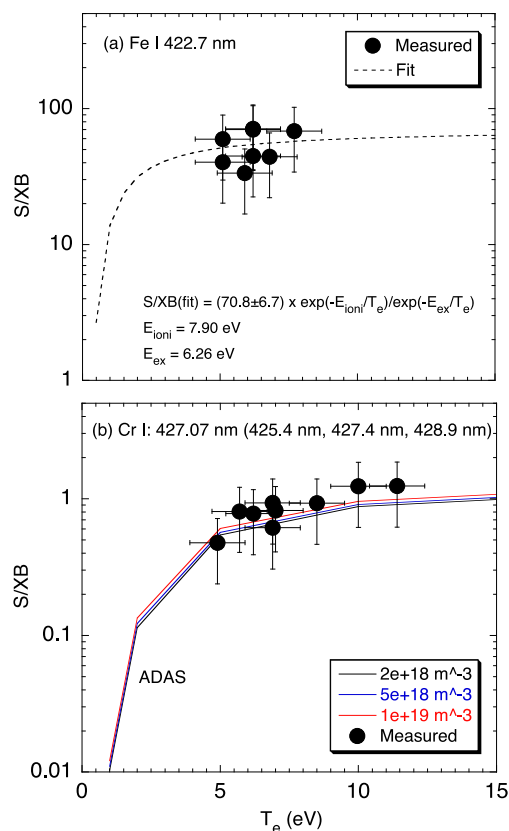 (a) Fe I 422.7 nm
Measured
Fit
100
10
1
S/XB
S/XB(fit) = (70.8±6.7) x exp(-E_ioni/T_e)/exp(-E_ex/T_e)
E_ioni = 7.90 eV
E_ex = 6.26 eV
(b) Cr I: 427.07 nm (425.4 nm, 427.4 nm, 428.9 nm)
1
0.1
0.01
S/XB
ADAS
2e+18 m^-3
5e+18 m^-3
1e+19 m^-3
Measured
0 5 10 15
T_e (eV)